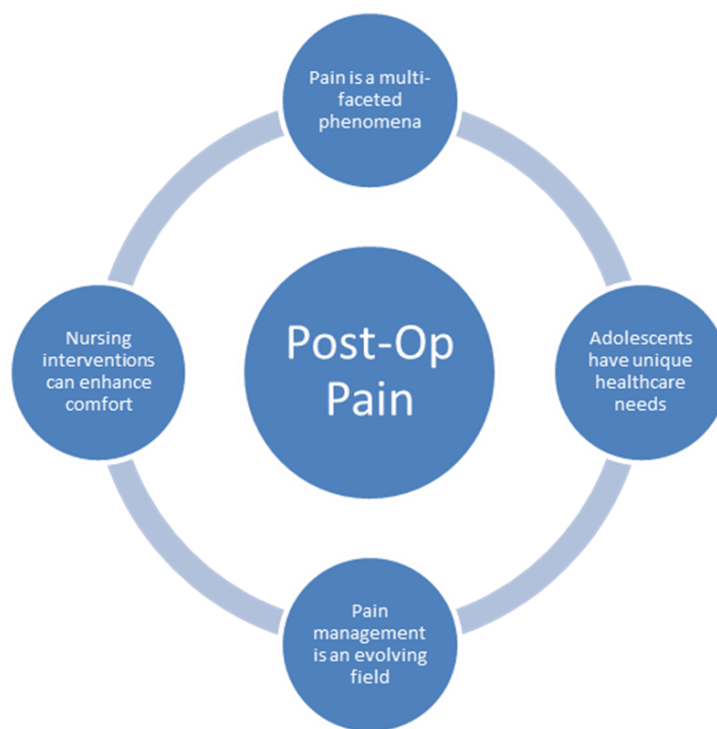 Pain is a multi-
faceted
phenomena
Post-Op
Pain
Adolescents
have unique
healthcare
needs
Pain
management
is an evolving
field
Nursing
interventions
can enhance
comfort